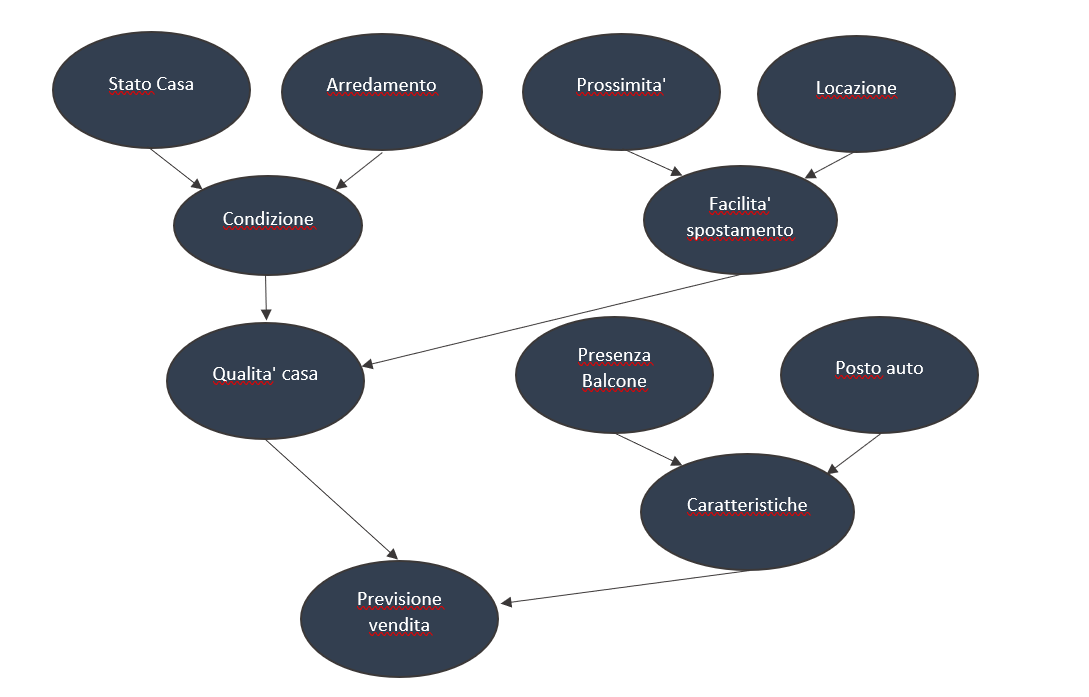 Stato Casa
Arredamento
Prossimita'
Locazione
Condizione
Facilita'
spostamento
Qualita' casa
Presenza
Balcone
Posto auto
Caratteristiche
Previsione
vendita